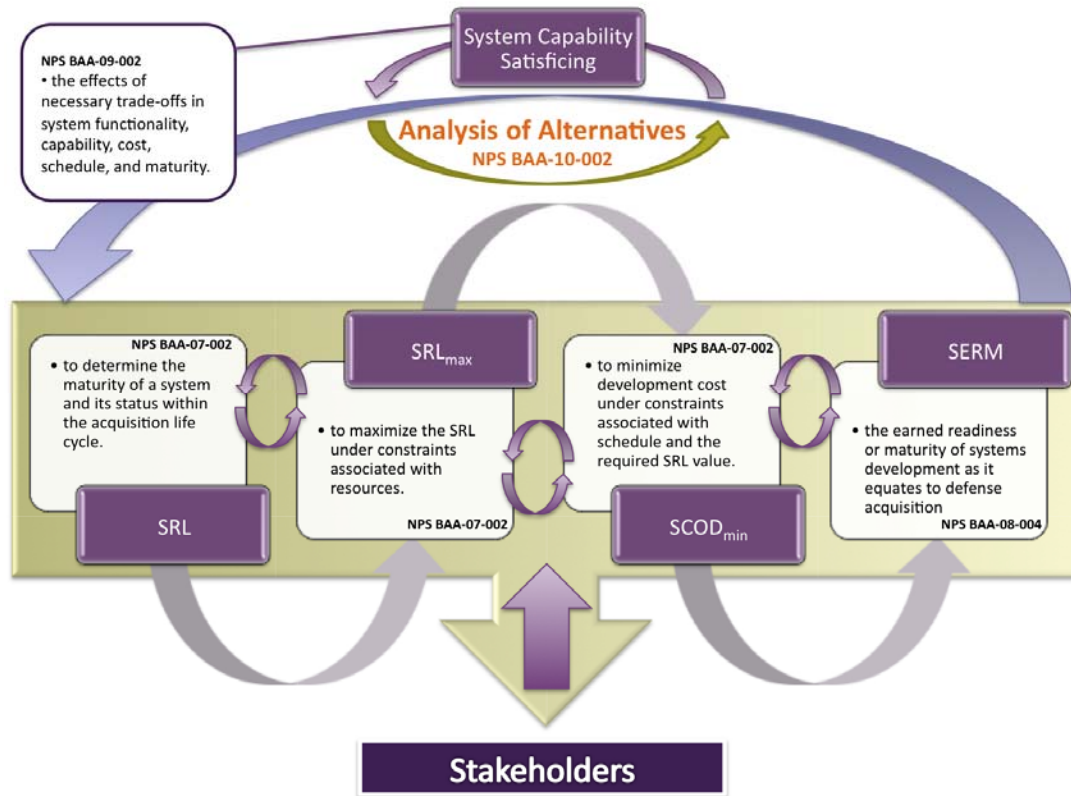 System Capability
Satisficing
NPS BAA-09-002
• the effects of
necessary trade-offs in
system functionality,
capability, cost,
schedule, and maturity.
Analysis of Alternatives
NPS BAA-10-002
NPS BAA-07-002
• to determine the
maturity of a system
and its status within
the acquisition life
cycle.
SRL
SRLmax
• to maximize the SRL
under constraints
associated with
resources.
NPS BAA-07-002
NPS BAA-07-002
• to minimize
development cost
under constraints
associated with
schedule and the
required SRL value.
SCODmin
SERM
• the earned readiness
or maturity of systems
development as it
equates to defense
acquisition
NPS BAA-08-004
Stakeholders